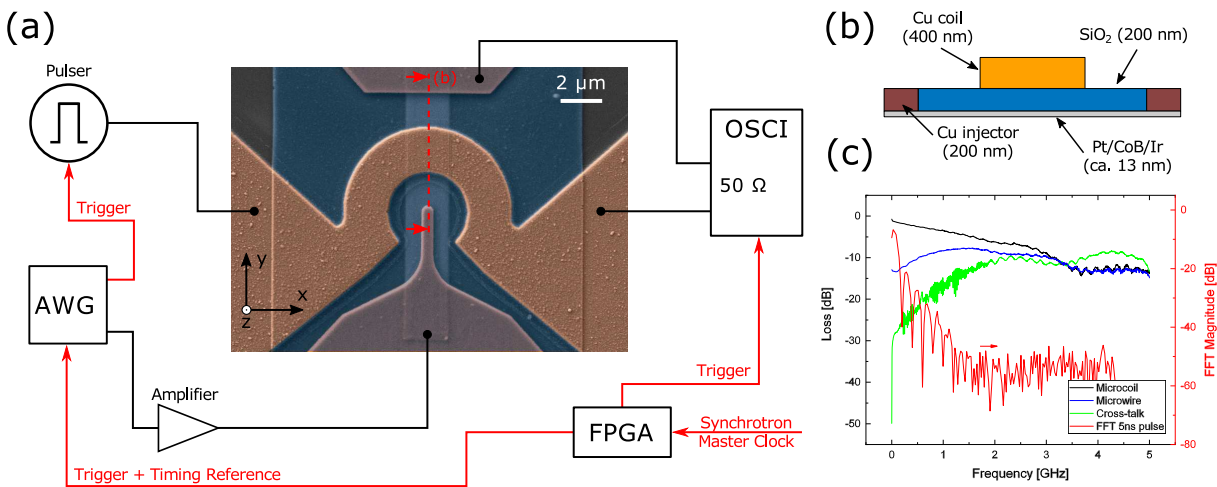 (a)
Pulser
(b)
2 µm
OSCI
50 Ω
Trigger
y
x
z
AWG
Trigger
Amplifier
FPGA
Synchrotron
Master Clock
Trigger + Timing Reference
(b)
Cu coil
(400 nm)
SiO₂ (200 nm)
Cu injector
(200 nm)
Pt/CoB/Ir
(ca. 13 nm)
(c)
Loss [dB]
0
-10
-20
-30
-40
-50
0
-20
-40
-60
-80
FFT Magnitude [dB]
Microcoil
Microwire
Cross-talk
FFT 5ns pulse
0 1 2 3 4 5
Frequency [GHz]